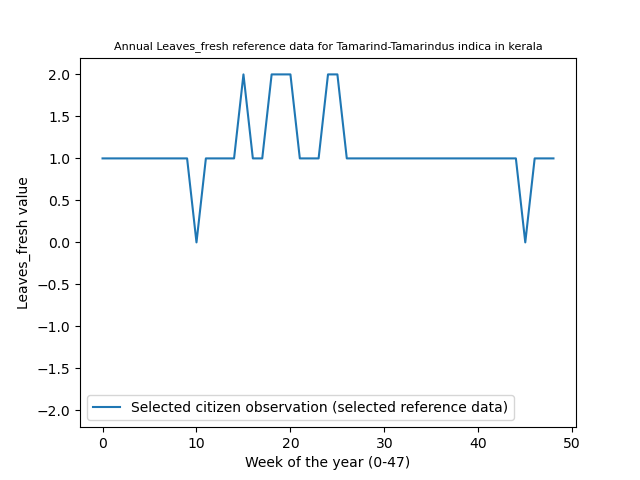 Annual Leaves_fresh reference data for Tamarind-Tamarindus indica in kerala
2.0
1.5
1.0
0.5
0.0
−0.5
−1.0
−1.5
−2.0
Leaves_fresh value
Selected citizen observation (selected reference data)
0 10 20 30 40 50
Week of the year (0-47)